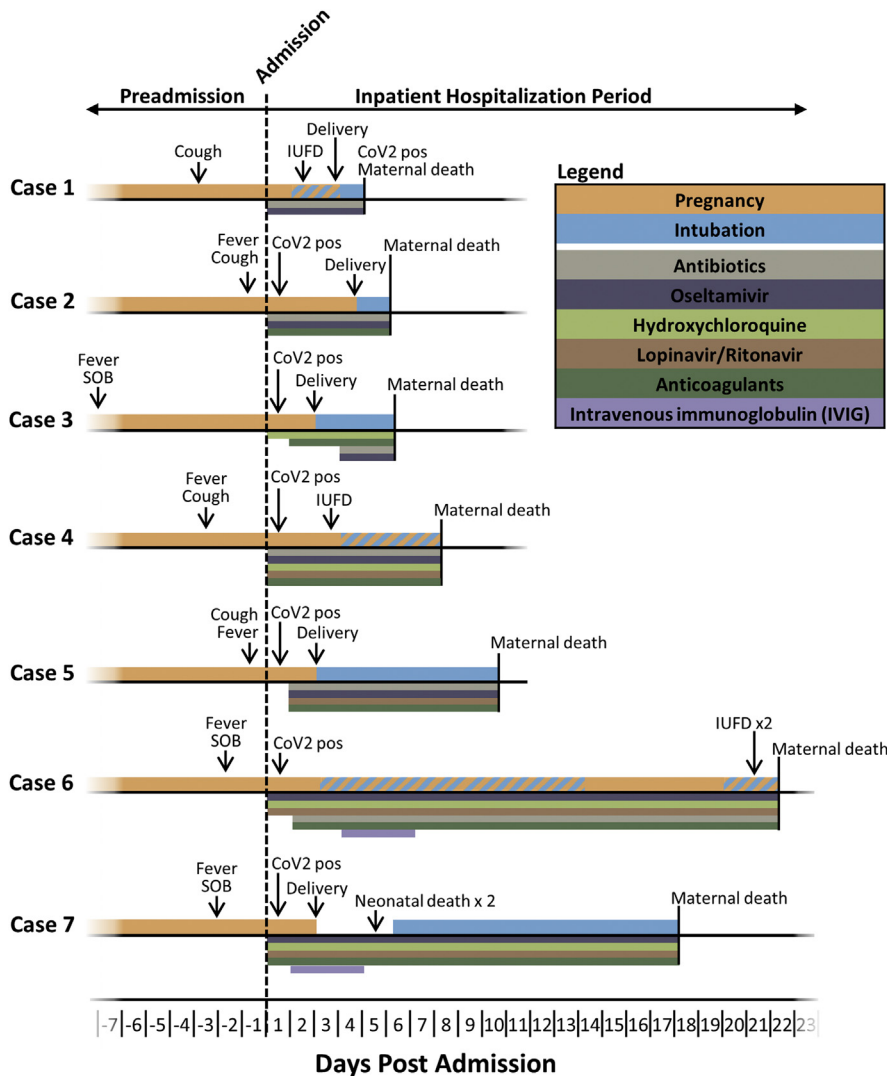 Admission
Preadmission
Inpatient Hospitalization Period
Case 1
Cough
IUFD
Delivery
CoV2 pos
Maternal death
Legend
Pregnancy
Intubation
Antibiotics
Oseltamivir
Hydroxychloroquine
Lopinavir/Ritonavir
Anticoagulants
Intravenous immunoglobulin (IVIG)
Case 2
Fever
Cough
CoV2 pos
Delivery
Maternal death
Case 3
Fever
SOB
CoV2 pos
Delivery
Maternal death
Case 4
Fever
Cough
CoV2 pos
IUFD
Maternal death
Case 5
Cough
Fever
CoV2 pos
Delivery
Maternal death
Case 6
Fever
SOB
CoV2 pos
IUFD x2
Maternal death
Case 7
Fever
SOB
CoV2 pos
Delivery
Neonatal death x 2
Maternal death
-7 -6 -5 -4 -3 -2 -1 1 2 3 4 5 6 7 8 9 10 11 12 13 14 15 16 17 18 19 20 21 22 23
Days Post Admission